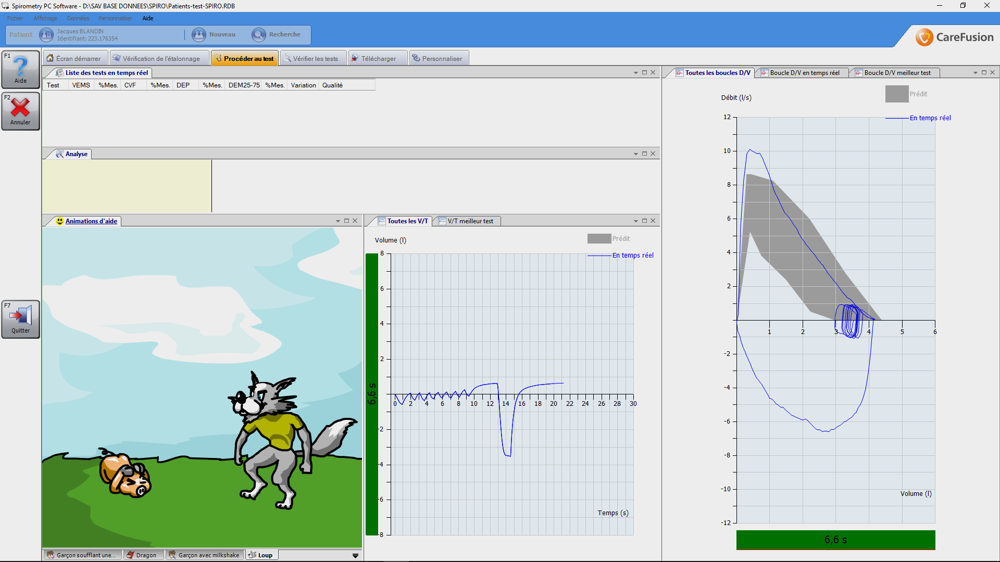 Spirometry PC Software - D:\SAV BASE DONNEES\SPIRO\Patients-test-SPIRO.RDB
Fichier Affichage Données Personnaliser Aide
Patient
Jacques BLANDIN
Identifiant: 223.176354
Nouveau
Recherche
CareFusion
F1
Aide
F2
Annuler
F7
Quitter
Écran démarrer
Vérification de l'étalonnage
Procéder au test
Vérifier les tests
Télécharger
Personnaliser
Liste des tests en temps réel
Test VEMS %Mes. CVF %Mes. DEP %Mes. DEM25-75 %Mes. Variation Qualité
Analyse
Animations d'aide
Garçon soufflant une...
Dragon
Garçon avec milkshake
Loup
Toutes les V/T
V/T meilleur test
Volume (l)
Prédit
En temps réel
8
6
4
2
0 2 4 6 8 10 12 14 16 18 20 22 24 26 28 30
-2
-4
-6
-8
6,6 s
Temps (s)
Toutes les boucles D/V
Boucle D/V en temps réel
Boucle D/V meilleur test
Débit (l/s)
Prédit
En temps réel
12
10
8
6
4
2
1 2 3 4 5 6
-2
-4
-6
-8
-10
-12
Volume (l)
6,6 s